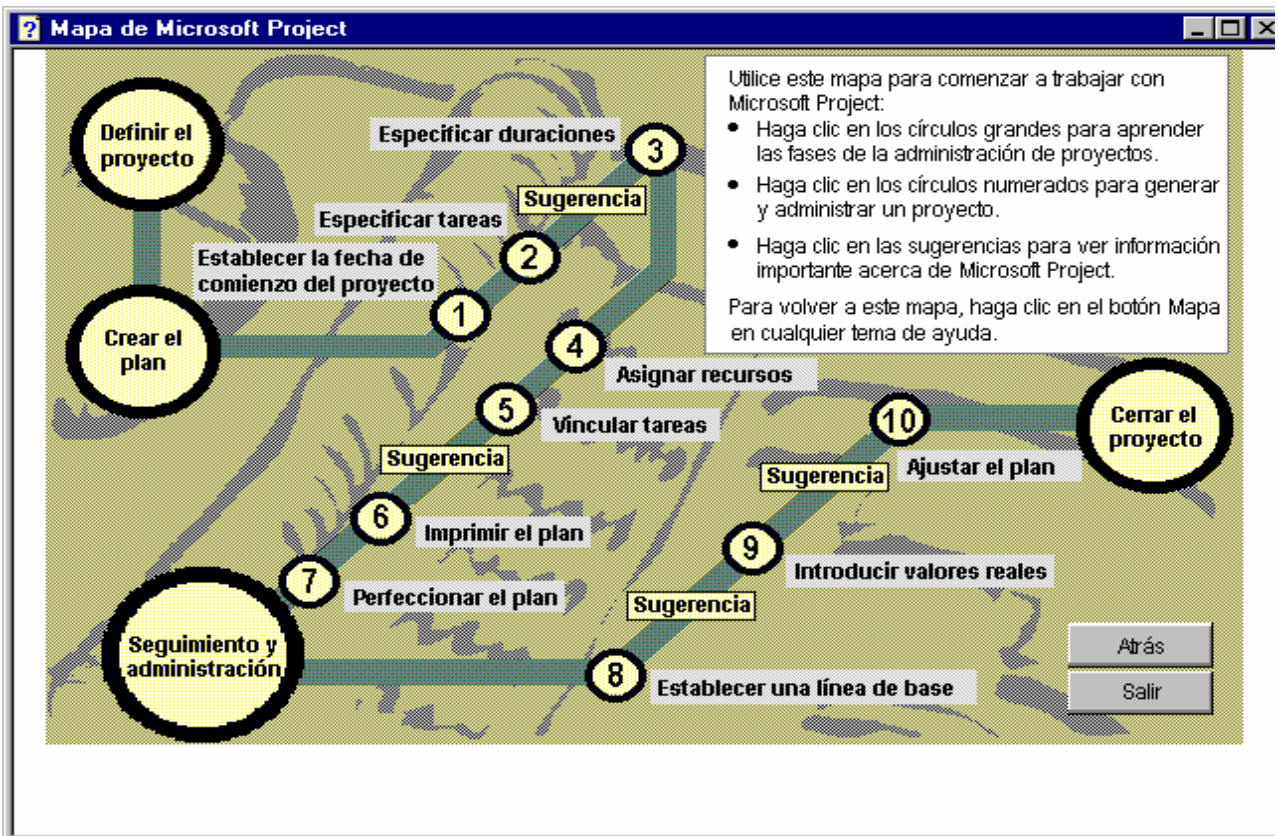 Mapa de Microsoft Project
Utilice este mapa para comenzar a trabajar con
Microsoft Project:
• Haga clic en los círculos grandes para aprender
las fases de la administración de proyectos.
• Haga clic en los círculos numerados para generar
y administrar un proyecto.
• Haga clic en las sugerencias para ver información
importante acerca de Microsoft Project.
Para volver a este mapa, haga clic en el botón Mapa
en cualquier tema de ayuda.
Definir el
proyecto
Crear el
plan
Establecer la fecha de
comienzo del proyecto
1
Especificar tareas
2
Sugerencia
Especificar duraciones
3
4
Asignar recursos
5
Vincular tareas
Sugerencia
6
Imprimir el plan
7
Perfeccionar el plan
Seguimiento y
administración
8
Establecer una línea de base
Sugerencia
9
Introducir valores reales
Sugerencia
10
Ajustar el plan
Cerrar el
proyecto
Atrás
Salir